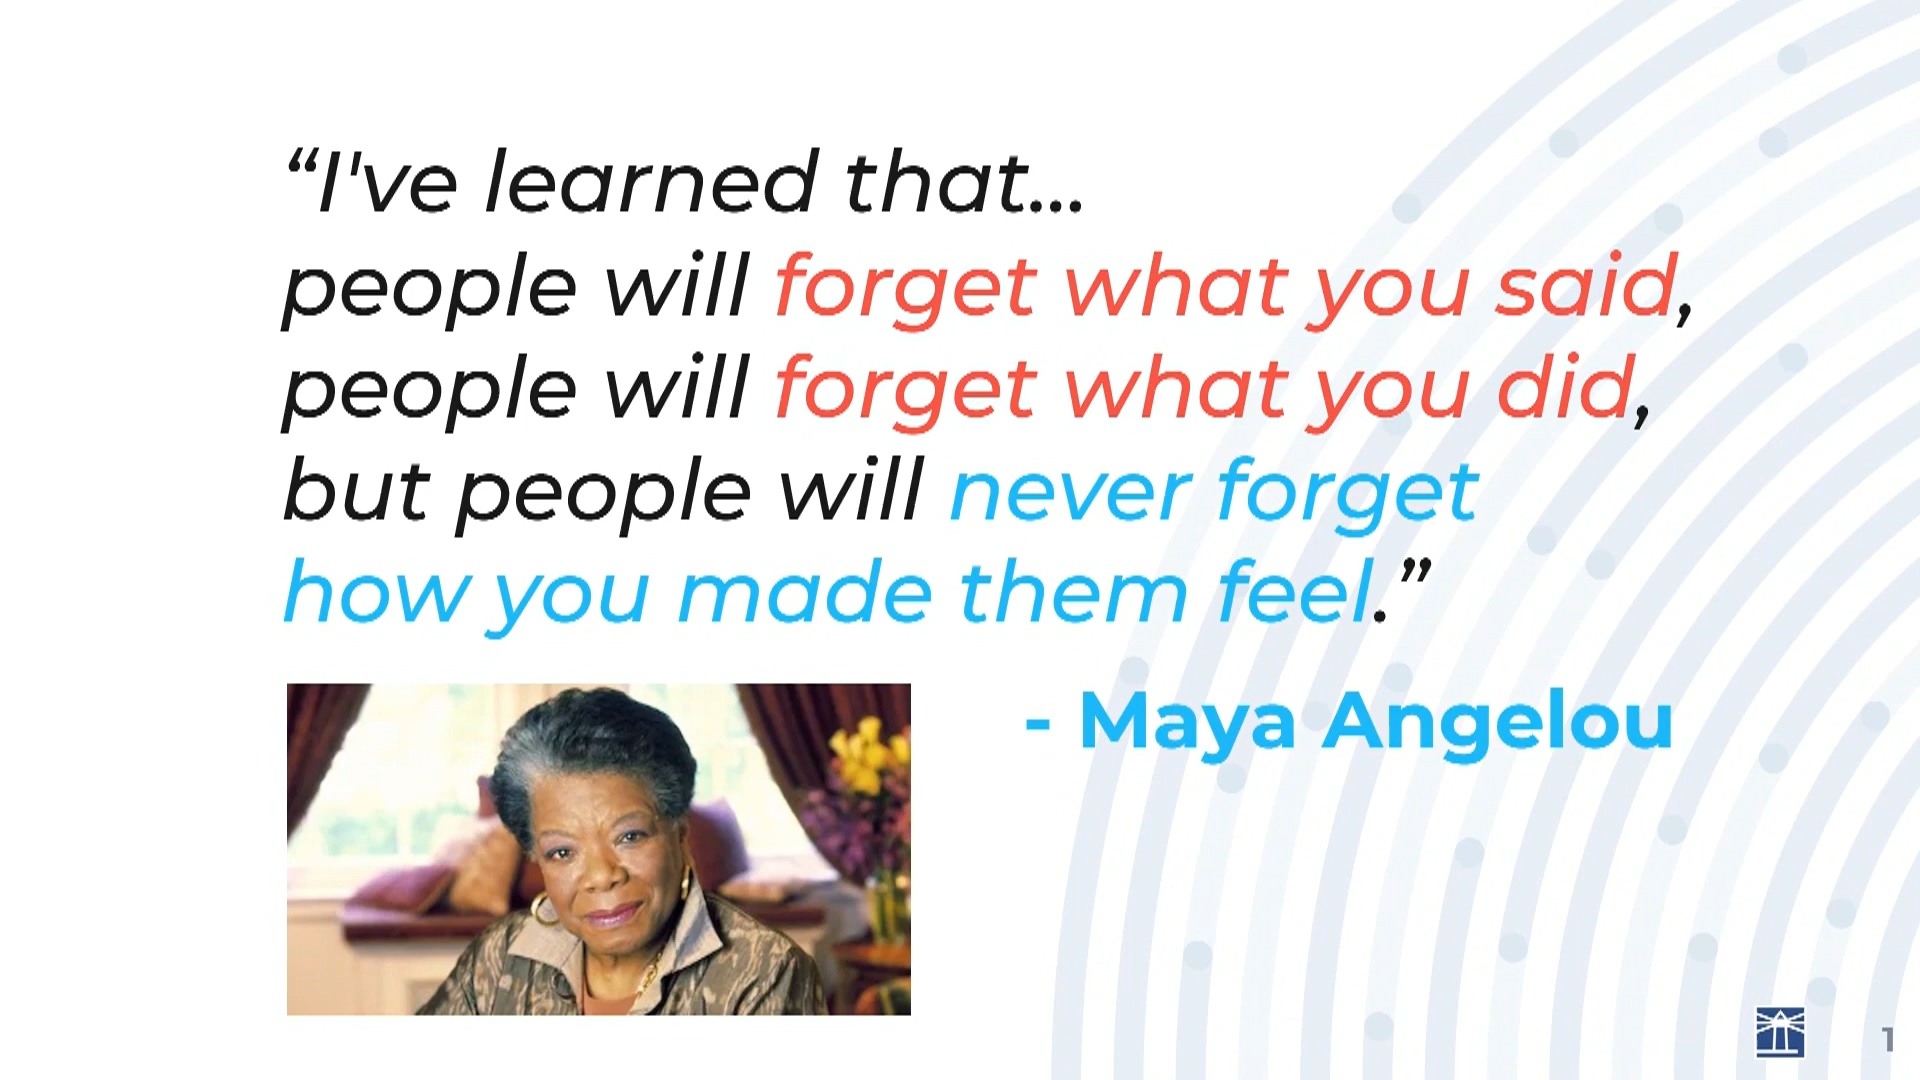 “I've learned that...
people will forget what you said,
people will forget what you did,
but people will never forget
how you made them feel.”
- Maya Angelou
1